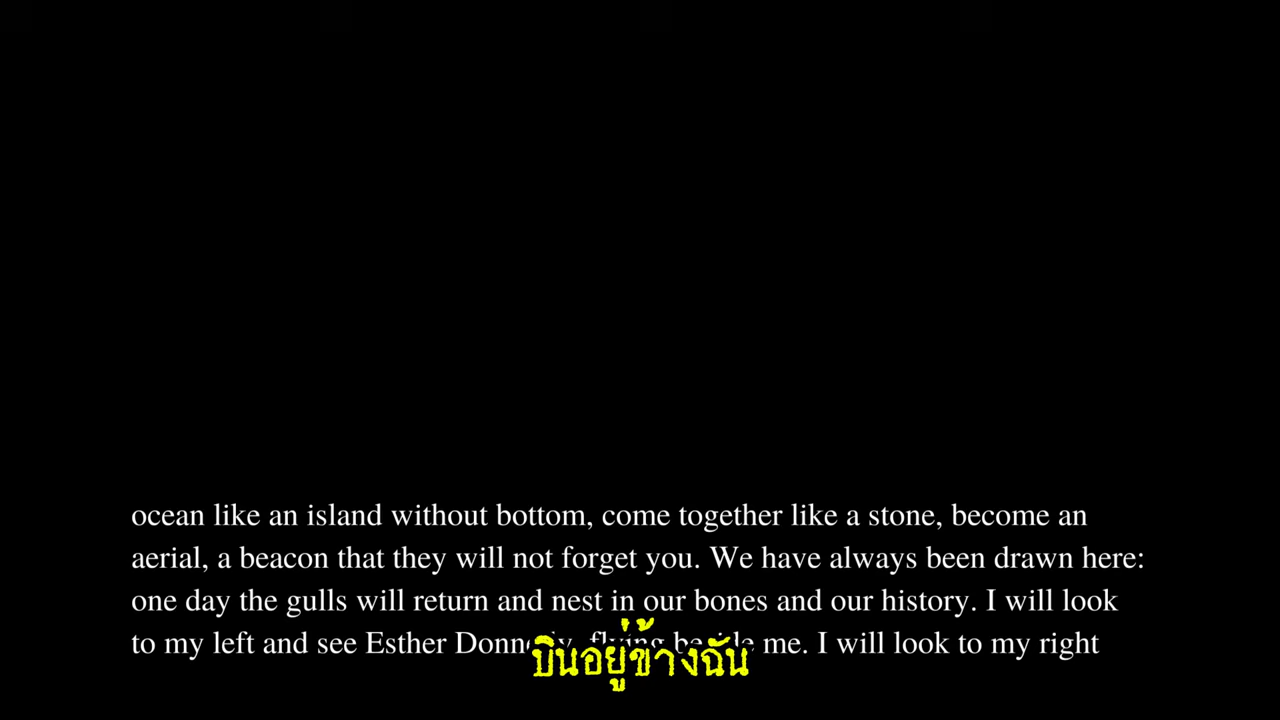 ocean like an island without bottom, come together like a stone, become an
aerial, a beacon that they will not forget you. We have always been drawn here:
one day the gulls will return and nest in our bones and our history. I will look
to my left and see Esther Donnelly, flying beside me. I will look to my right
บินอยู่ข้างฉัน